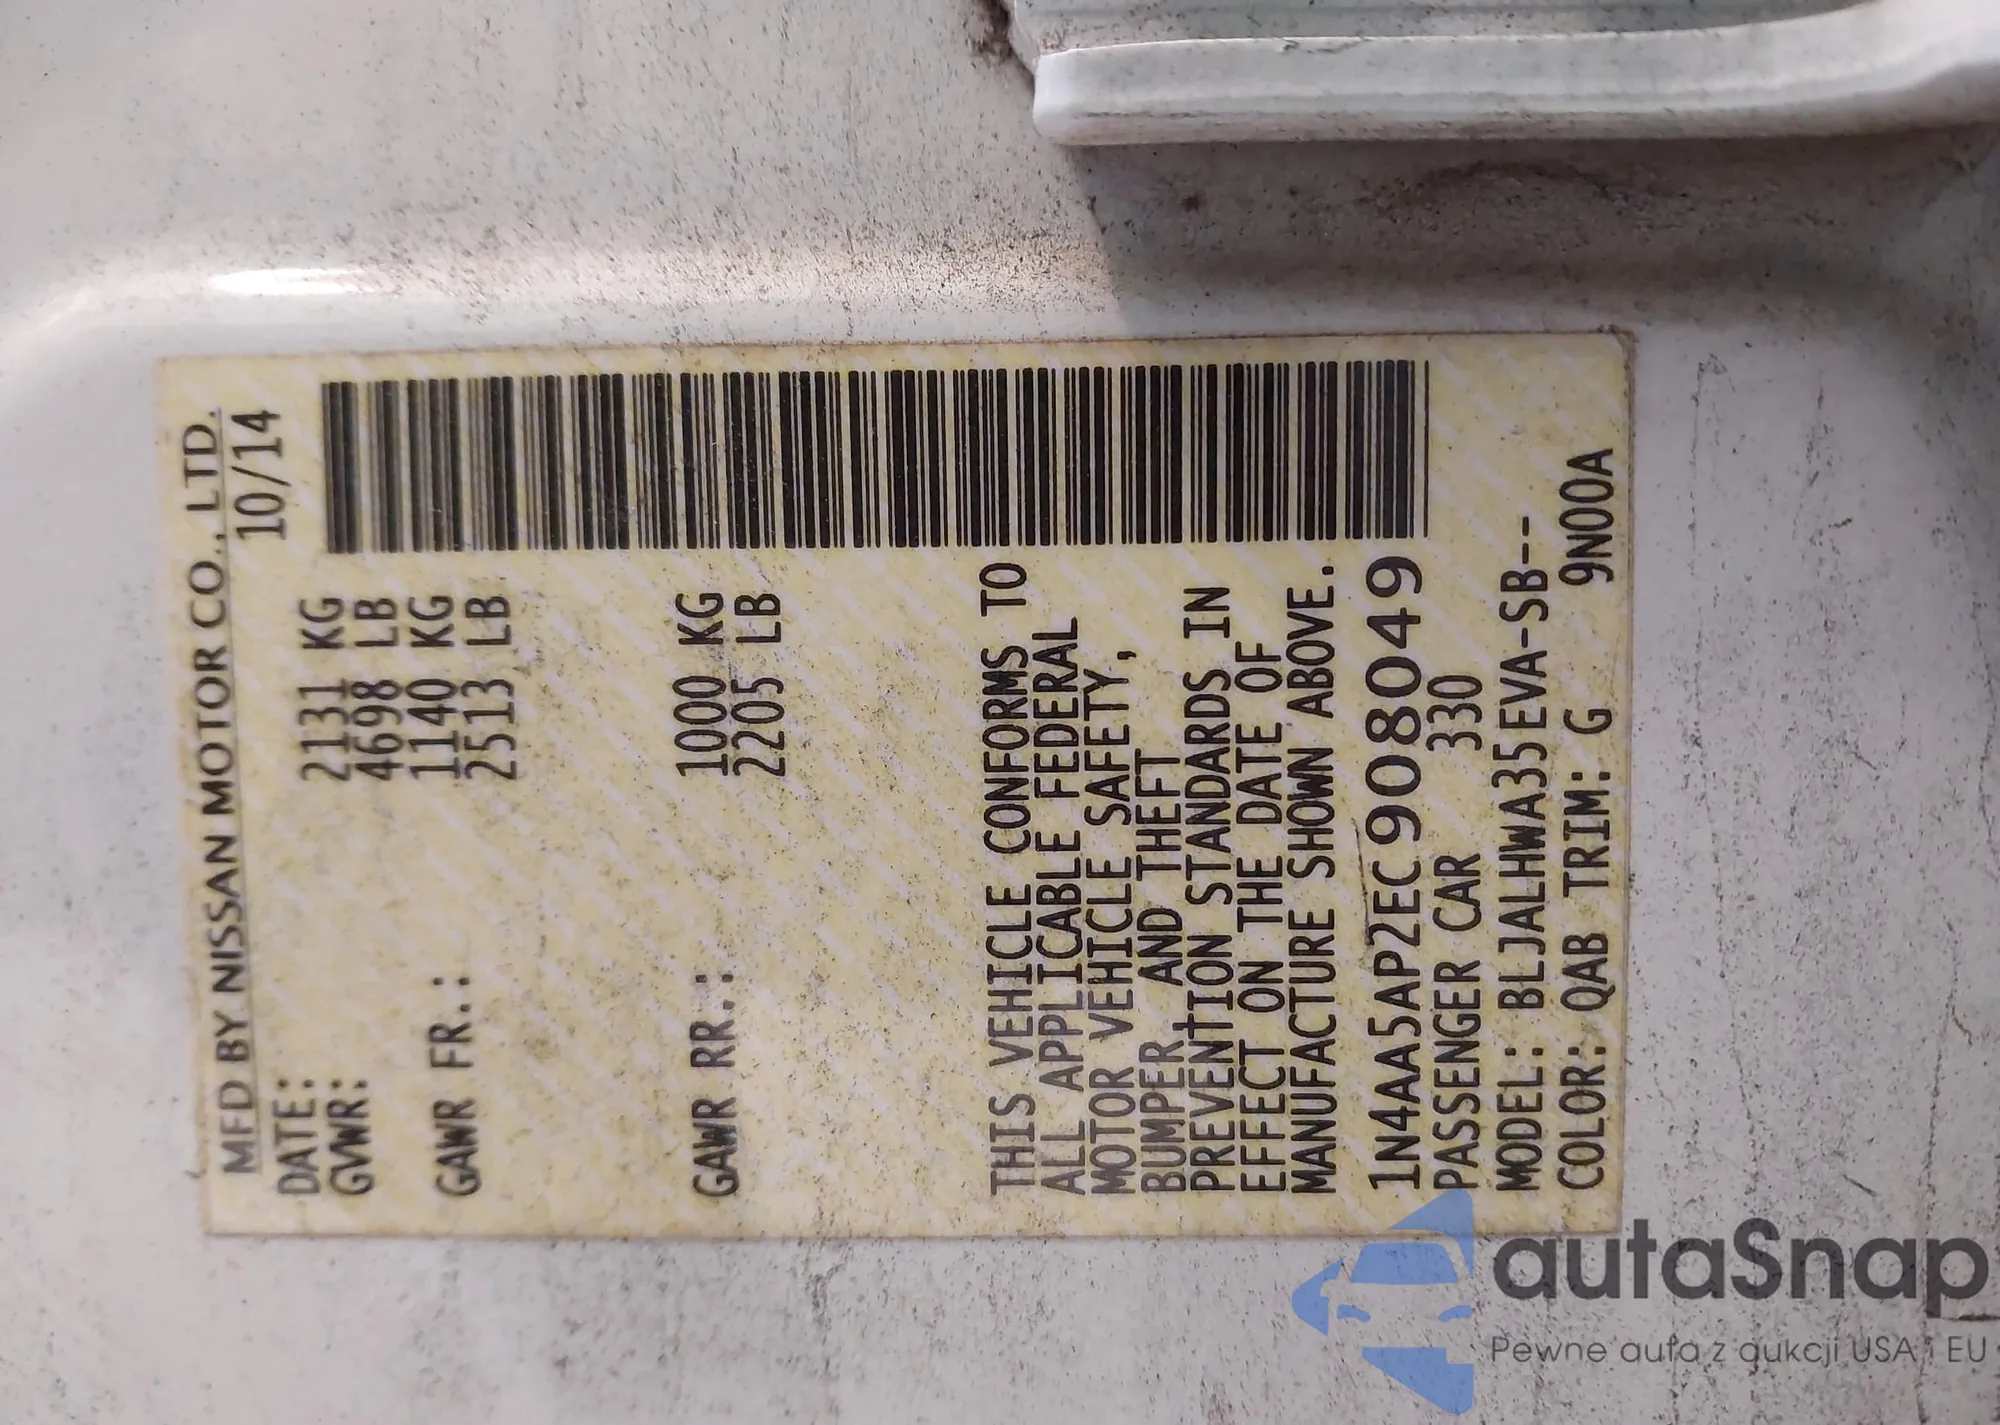 MFD BY NISSAN MOTOR CO., LTD.
DATE: 10/14
GVWR: 2131 KG
4698 LB
GAWR FR.: 1140 KG
2513 LB
GAWR RR.: 1000 KG
2205 LB
THIS VEHICLE CONFORMS TO
ALL APPLICABLE FEDERAL
MOTOR VEHICLE SAFETY,
BUMPER, AND THEFT
PREVENTION STANDARDS IN
EFFECT ON THE DATE OF
MANUFACTURE SHOWN ABOVE.
1N4AA5AP2EC908049
PASSENGER CAR 330
MODEL: BLJALHWA35EVA-SB--
COLOR: QAB TRIM: G 9N00A
autaSnap
Pewne auta z aukcji USA i EU